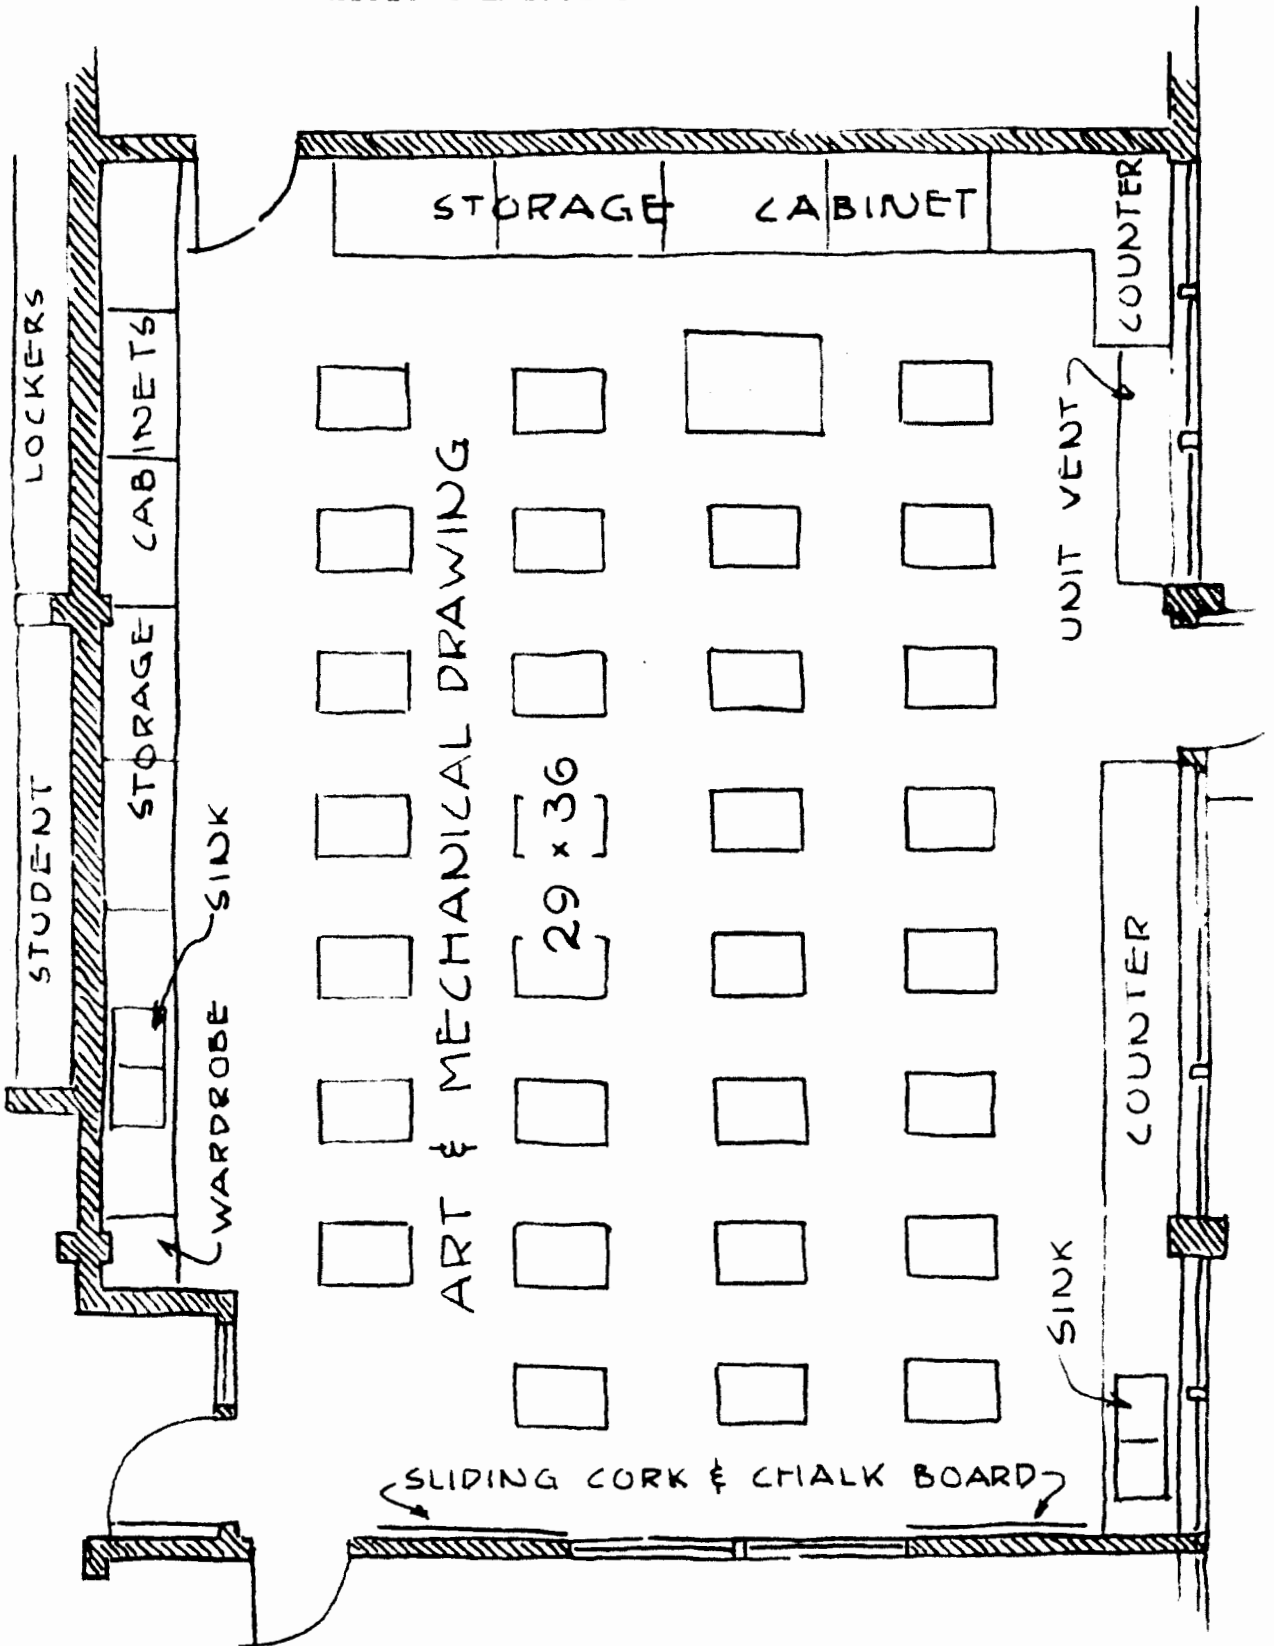 STORAGE CABINET
COUNTER
STUDENT LOCKERS
STORAGE CABINETS
SINK
WARDROBE
ART & MECHANICAL DRAWING
29 x 36
UNIT VENT
COUNTER
SINK
SLIDING CORK & CHALK BOARD